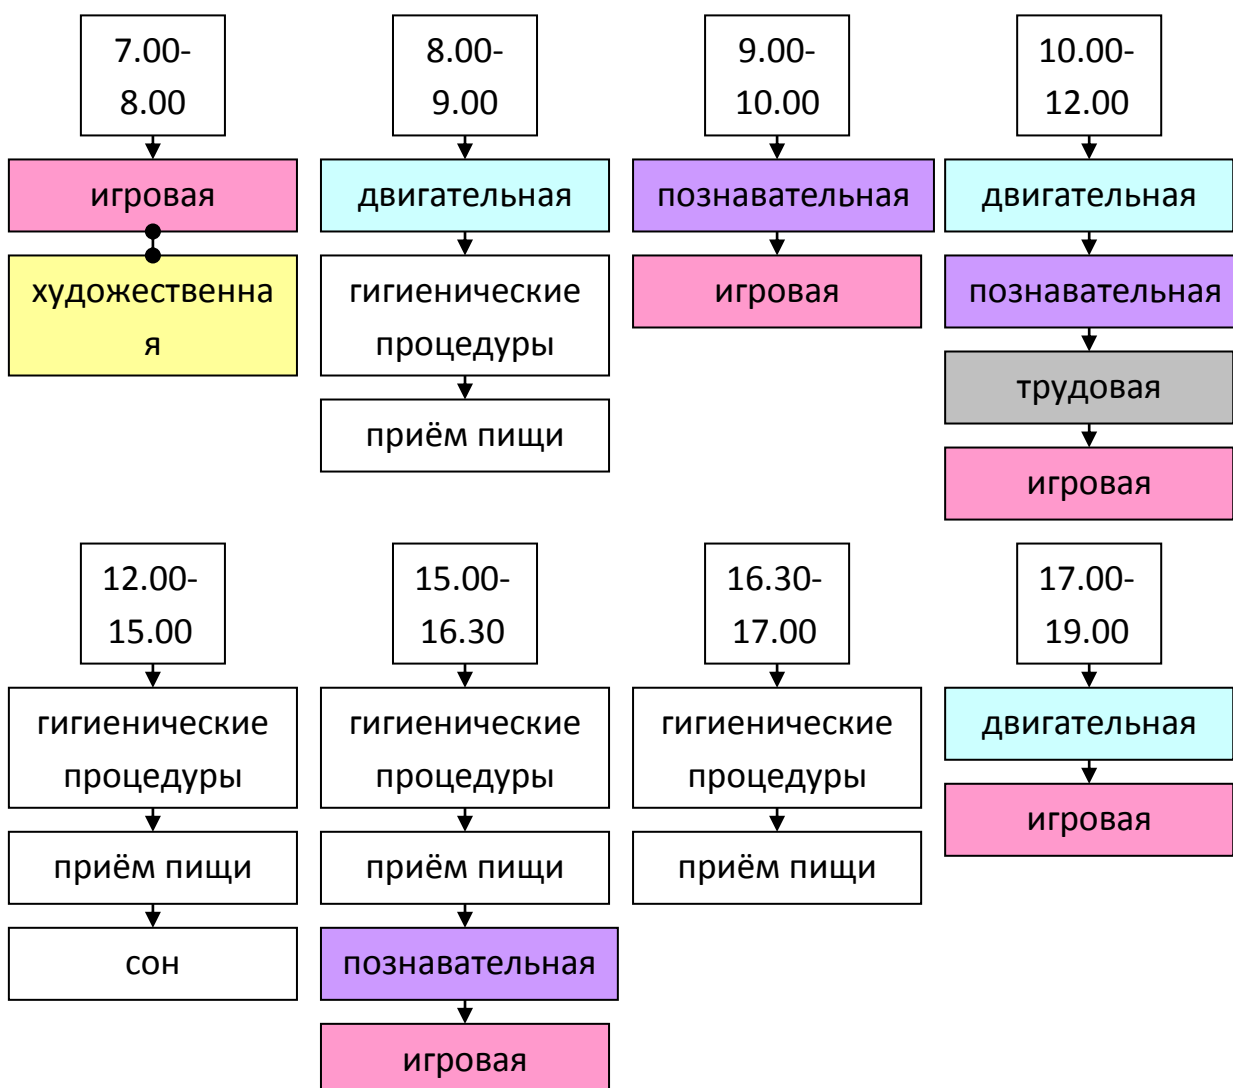 7.00-
8.00
игровая
художественна
я
8.00-
9.00
двигательная
гигиенические
процедуры
приём пищи
9.00-
10.00
познавательная
игровая
10.00-
12.00
двигательная
познавательная
трудовая
игровая
12.00-
15.00
гигиенические
процедуры
приём пищи
сон
15.00-
16.30
гигиенические
процедуры
приём пищи
познавательная
игровая
16.30-
17.00
гигиенические
процедуры
приём пищи
17.00-
19.00
двигательная
игровая